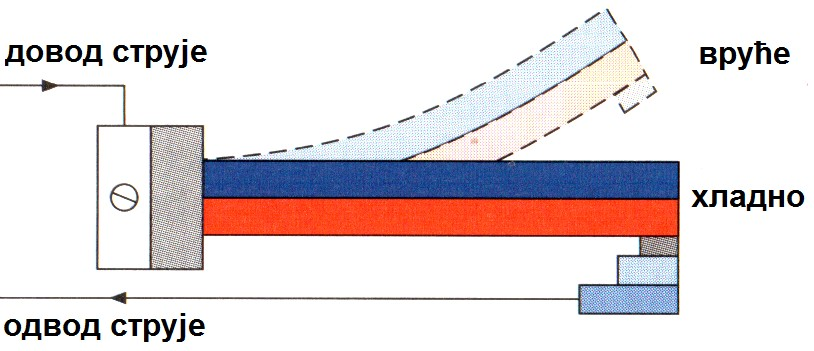 довод струје
вруће
хладно
одвод струје